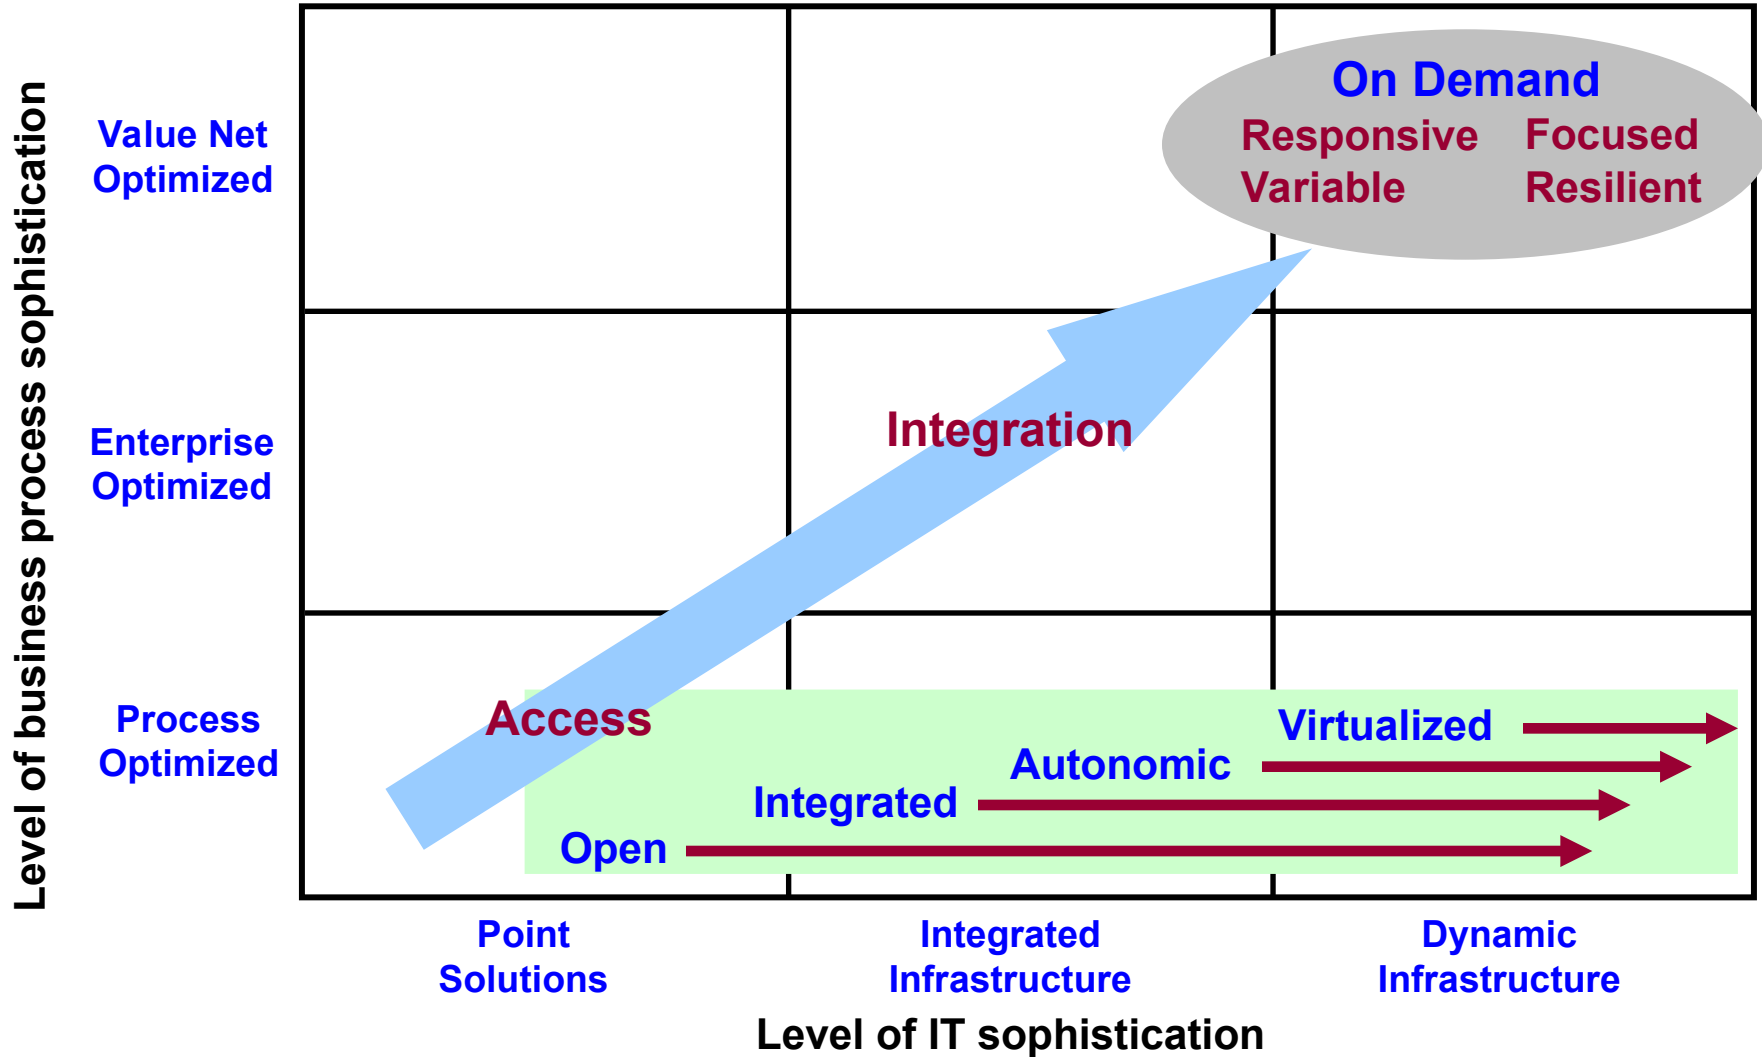 Level of business process sophistication
Value Net
Optimized
Enterprise
Optimized
Process
Optimized
On Demand
Responsive Focused
Variable Resilient
Integration
Access
Virtualized
Autonomic
Integrated
Open
Point
Solutions
Integrated
Infrastructure
Dynamic
Infrastructure
Level of IT sophistication